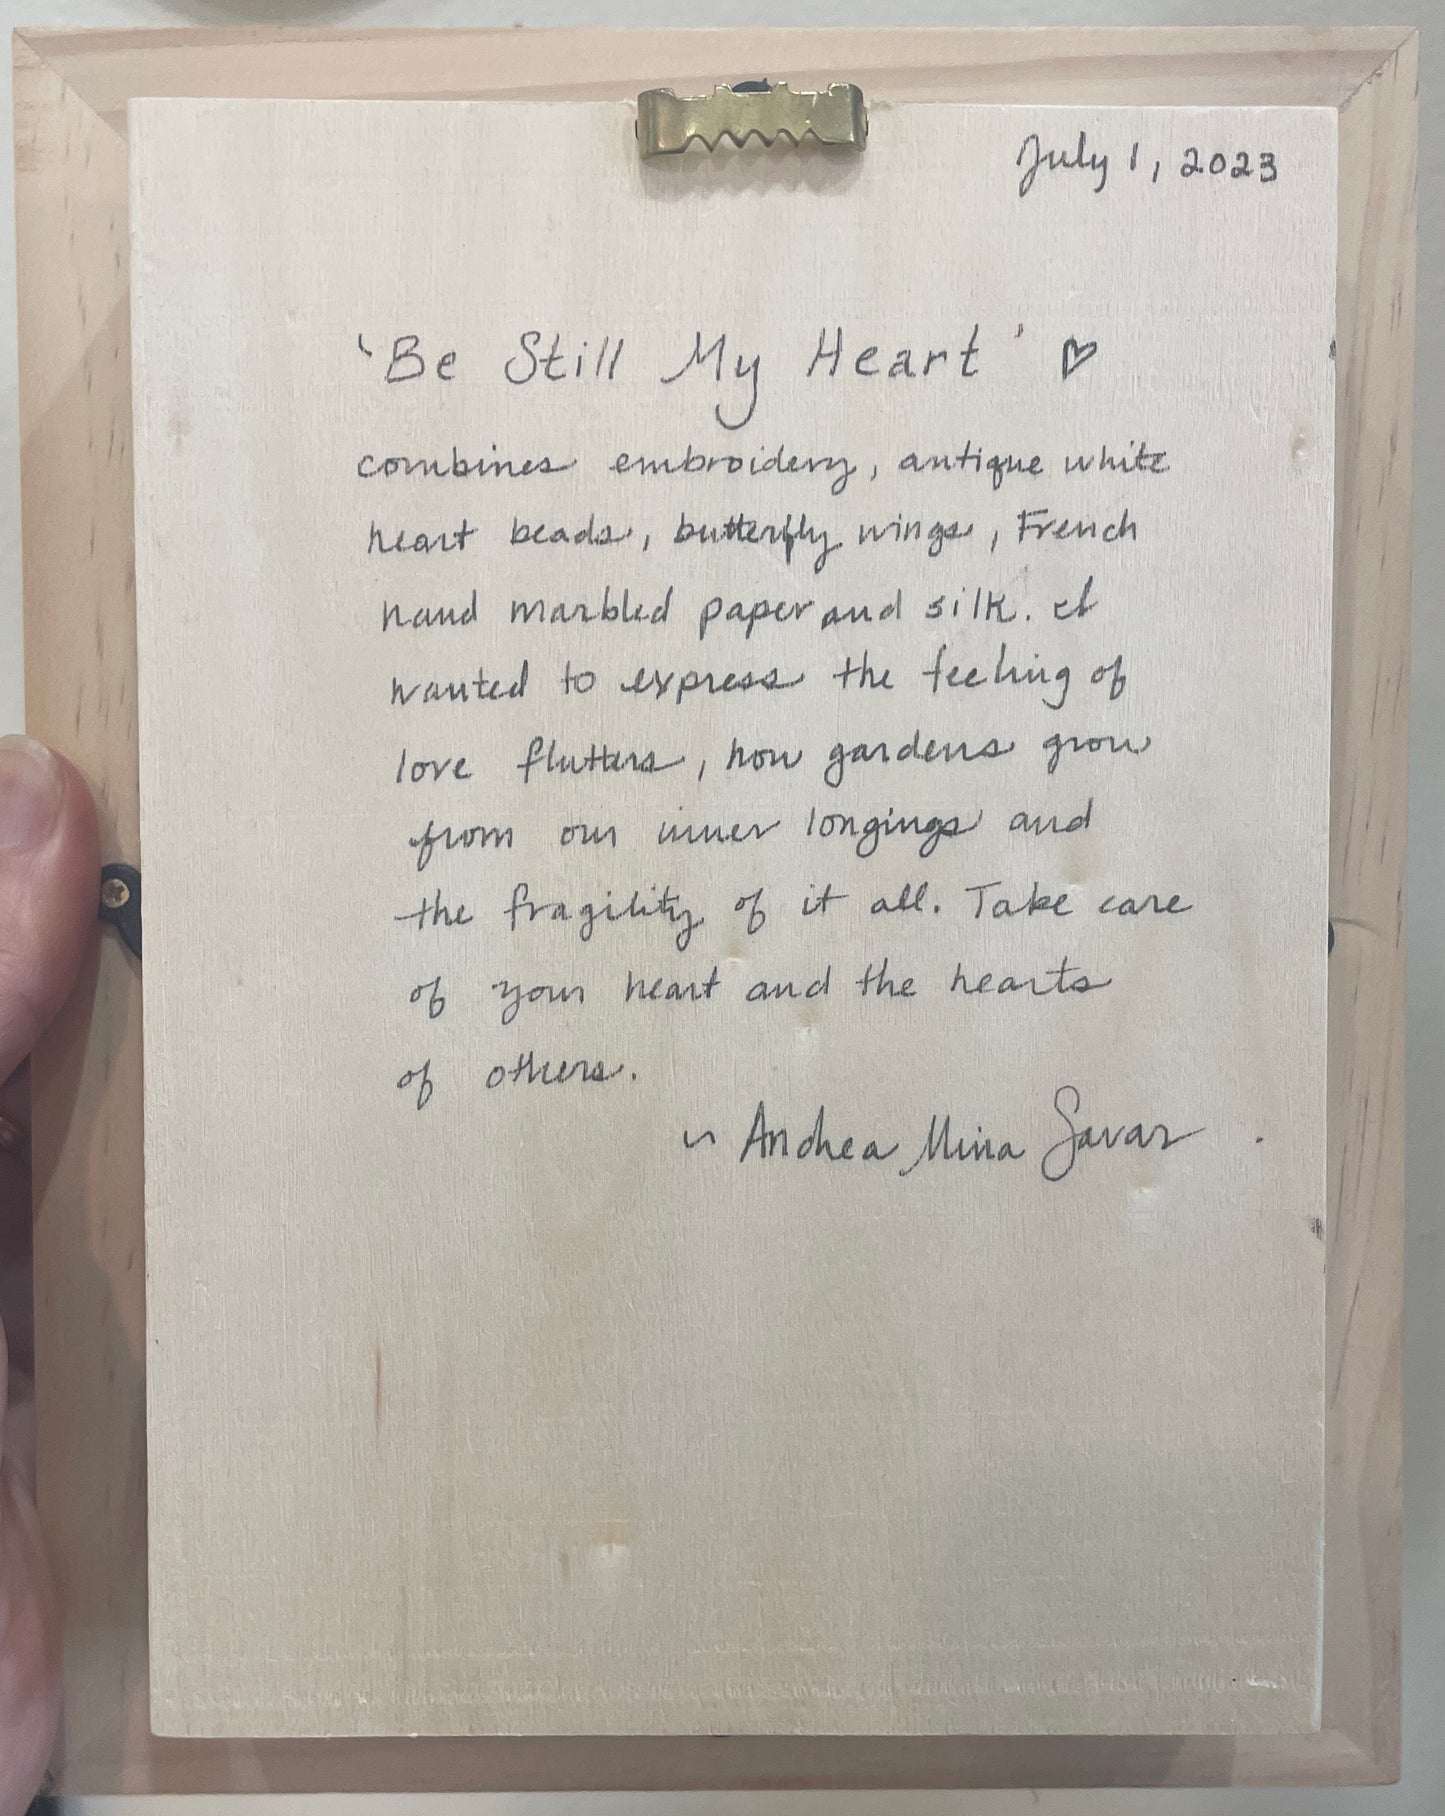 July 1, 2023
'Be Still My Heart' ♡
combines embroidery, antique white
heart beads, butterfly wings, French
hand marbled paper and silk. I
wanted to express the feeling of
love flutters, how gardens grow
from our inner longings and
the fragility of it all. Take care
of your heart and the hearts
of others.
~ Andrea Mina Savar